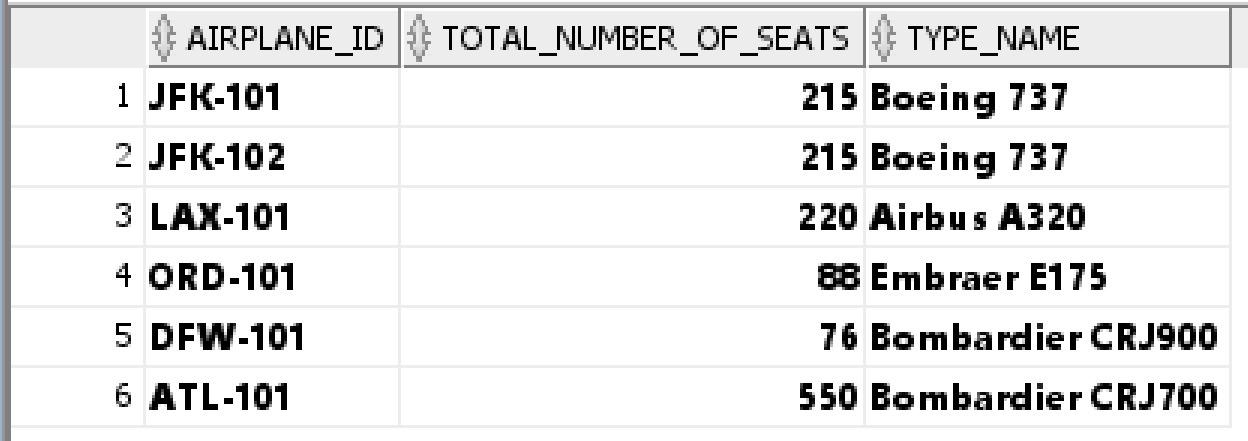 AIRPLANE_ID TOTAL_NUMBER_OF_SEATS TYPE_NAME
1 JFK-101 215 Boeing 737
2 JFK-102 215 Boeing 737
3 LAX-101 220 Airbus A320
4 ORD-101 88 Embraer E175
5 DFW-101 76 Bombardier CRJ900
6 ATL-101 550 Bombardier CRJ700